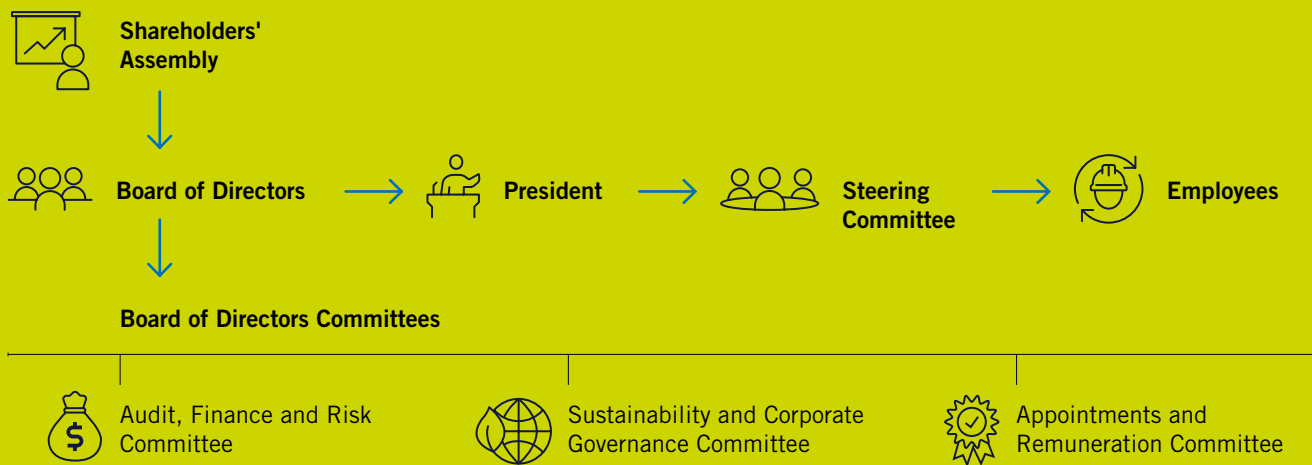 Shareholders'
Assembly
Board of Directors
President
Steering
Committee
Employees
Board of Directors Committees
$
Audit, Finance and Risk
Committee
Sustainability and Corporate
Governance Committee
Appointments and
Remuneration Committee